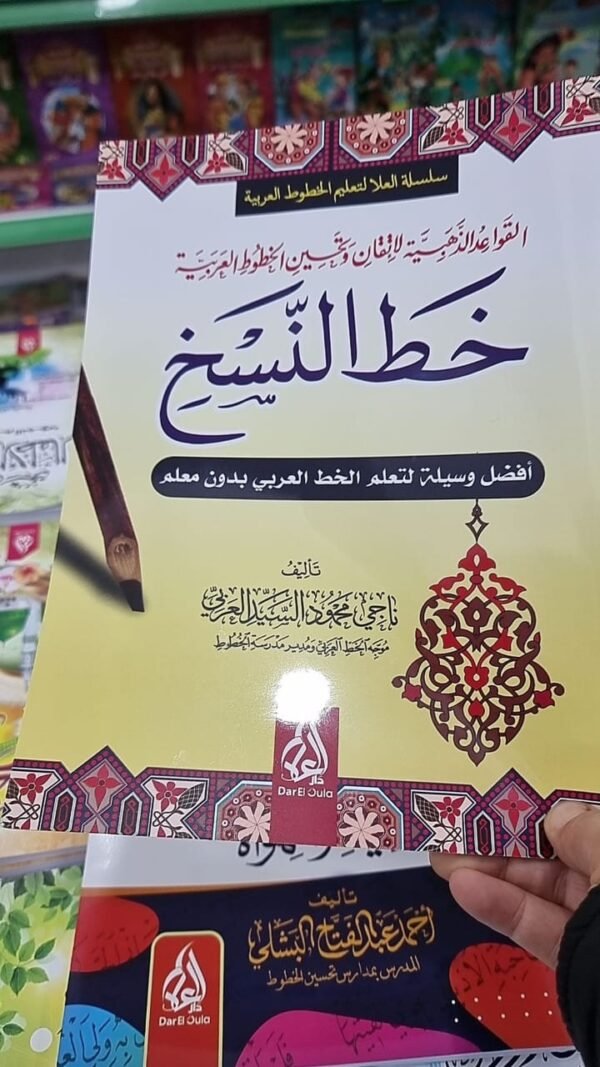 سلسلة العلا لتعليم الخطوط العربية
القواعد الذهبية لإتقان وتحسين الخطوط العربية
خط النسخ
أفضل وسيلة لتعلم الخط العربي بدون معلم
تأليف
ناجي محمود السيد العربي
موجه الخط العربي ومدير مدرسة الخطوط
دار العلا
Dar El Oula
تأليف
أحمد عبد الفتاح البشلي
المدرس بمدارس تحسين الخطوط
دار العلا
Dar El Oula